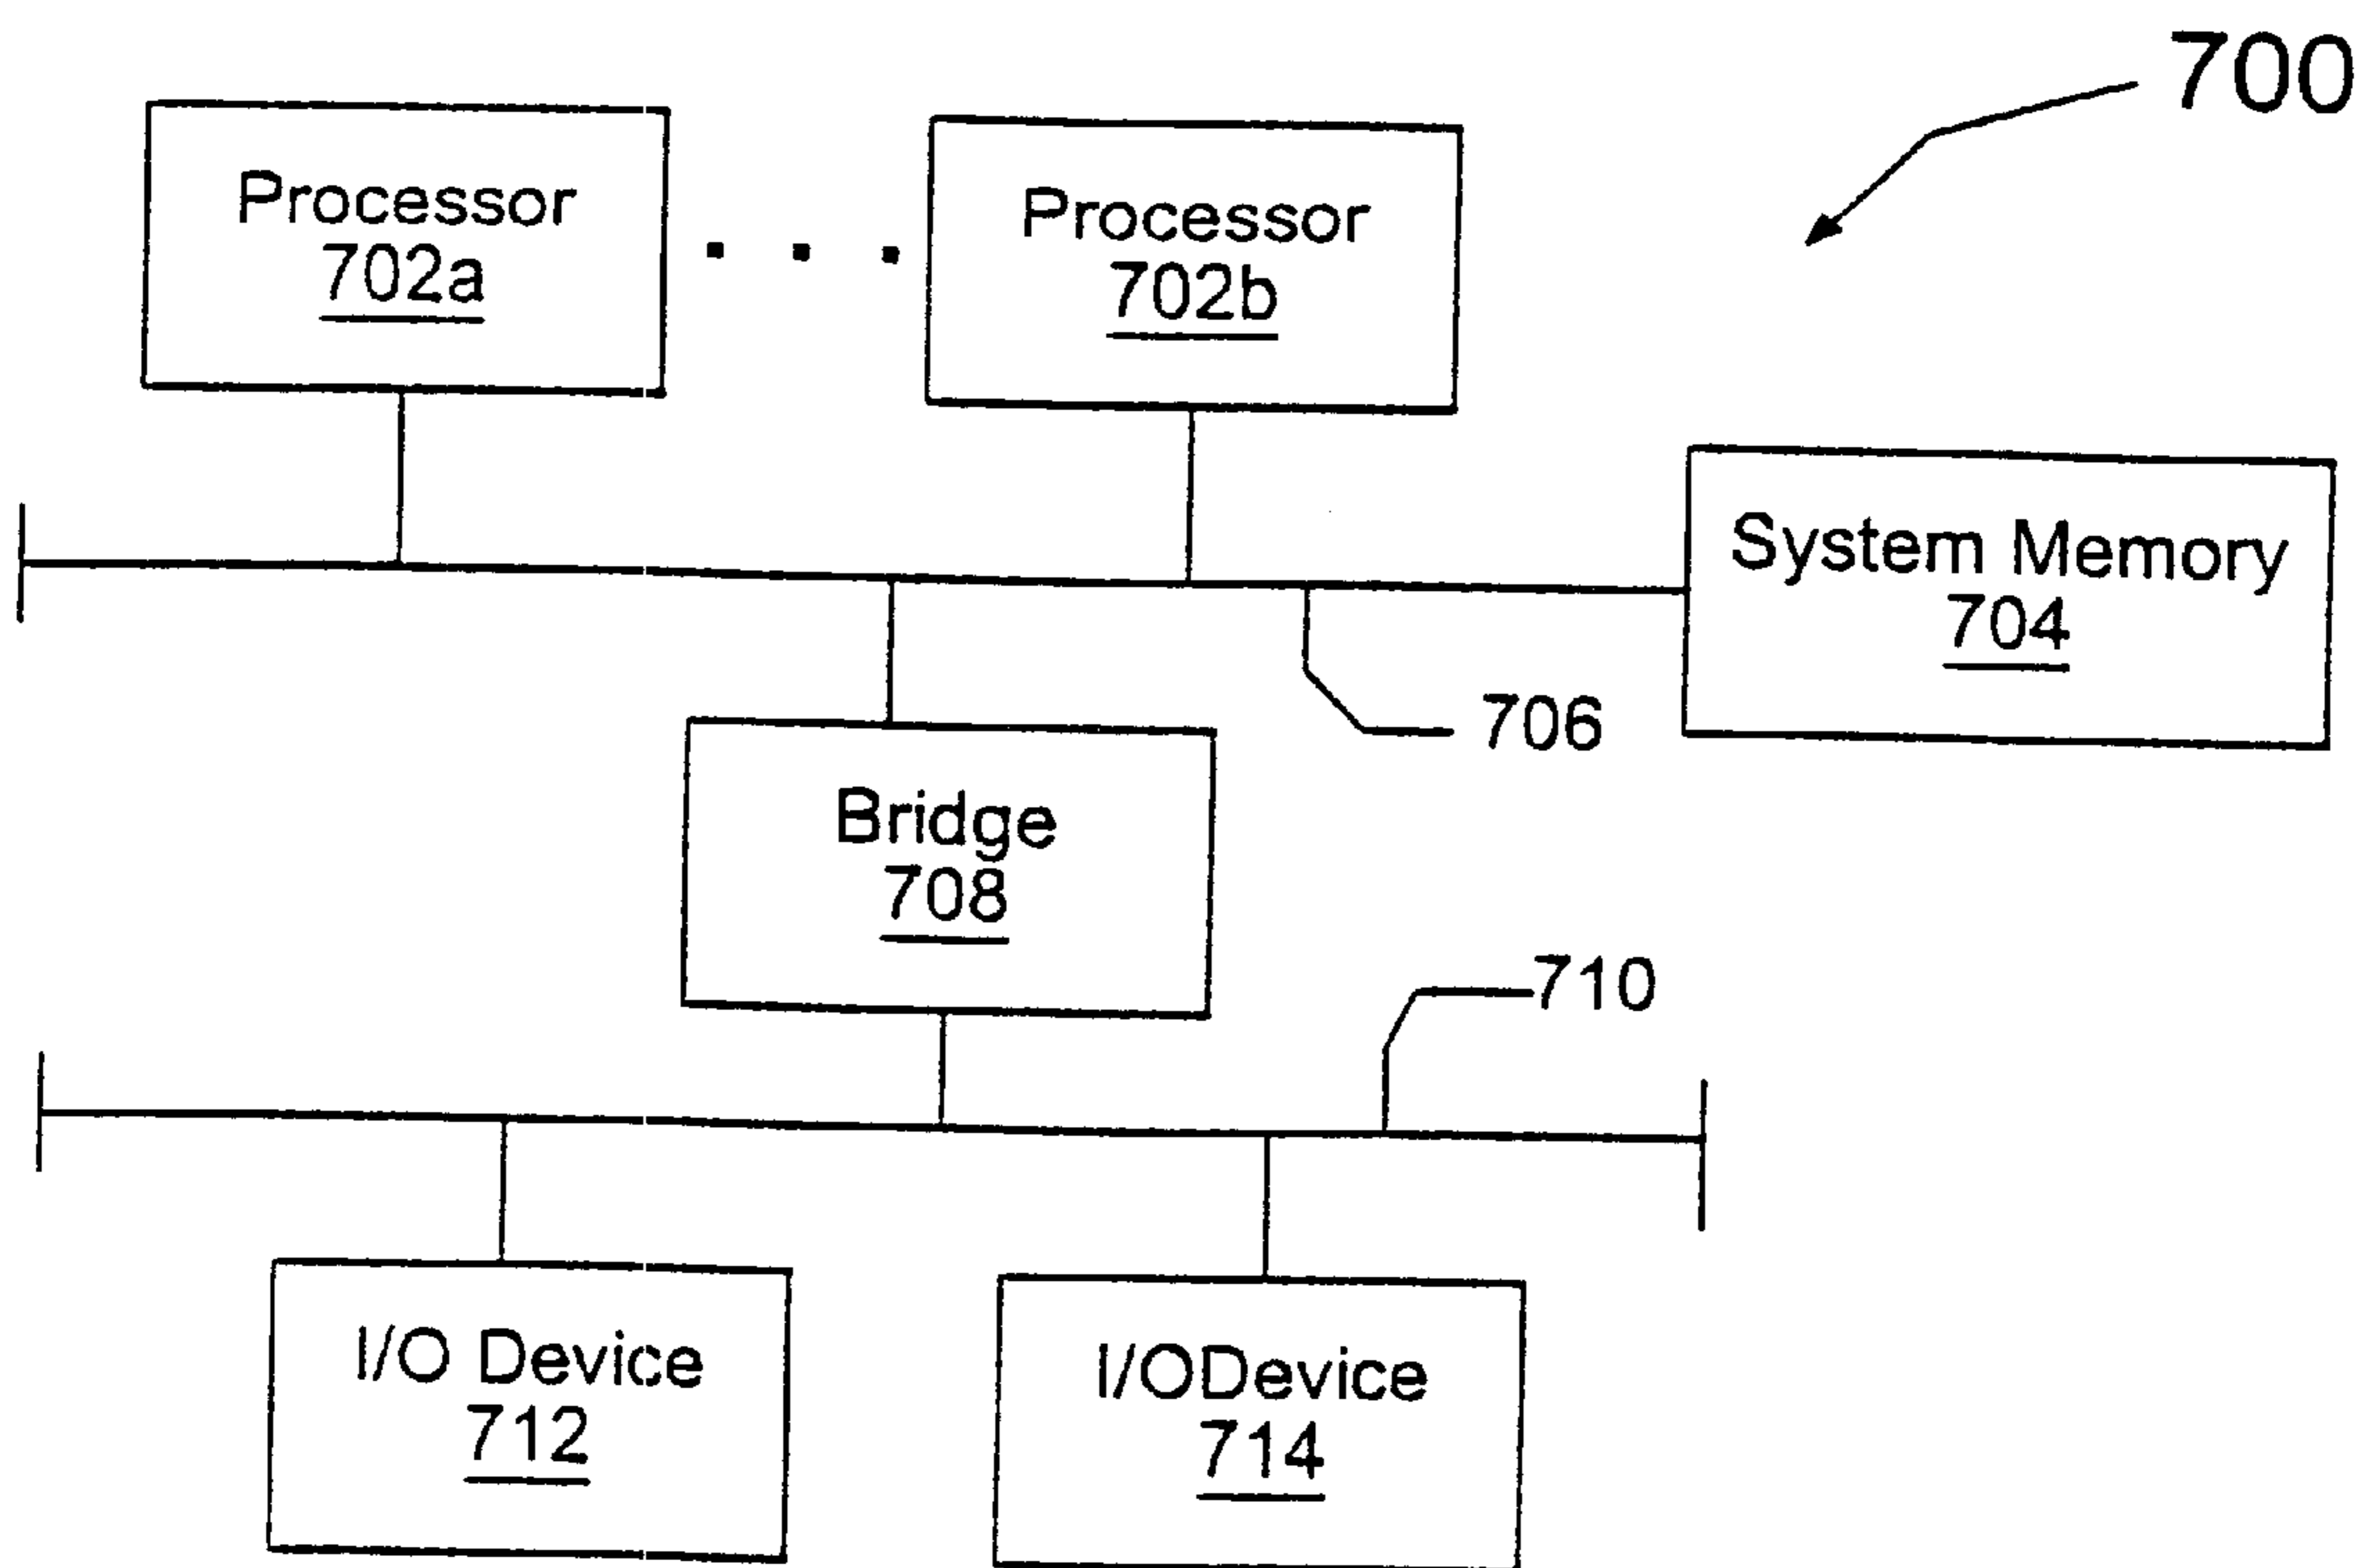 700
Processor
702a
Processor
702b
System Memory
704
706
Bridge
708
710
I/O Device
712
I/ODevice
714